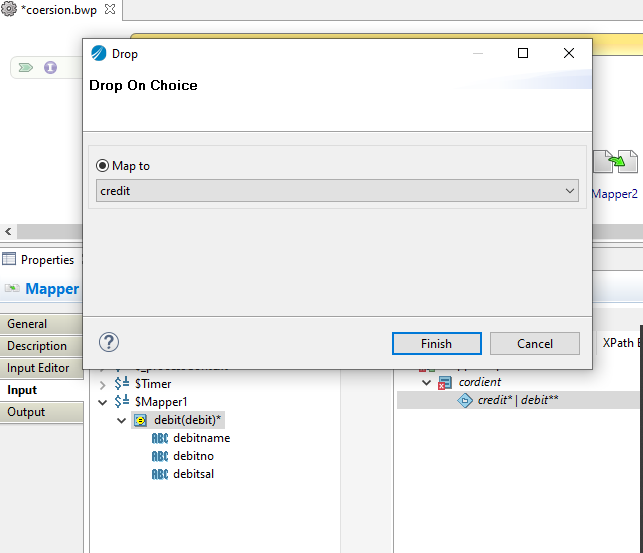 *coersion.bwp
Drop
Drop On Choice
Map to
credit
Mapper2
Finish
Cancel
Properties
Mapper
General
Description
Input Editor
Input
Output
XPath E
$Timer
$Mapper1
debit(debit)*
debitname
debitno
debitsal
cordient
credit* | debit**